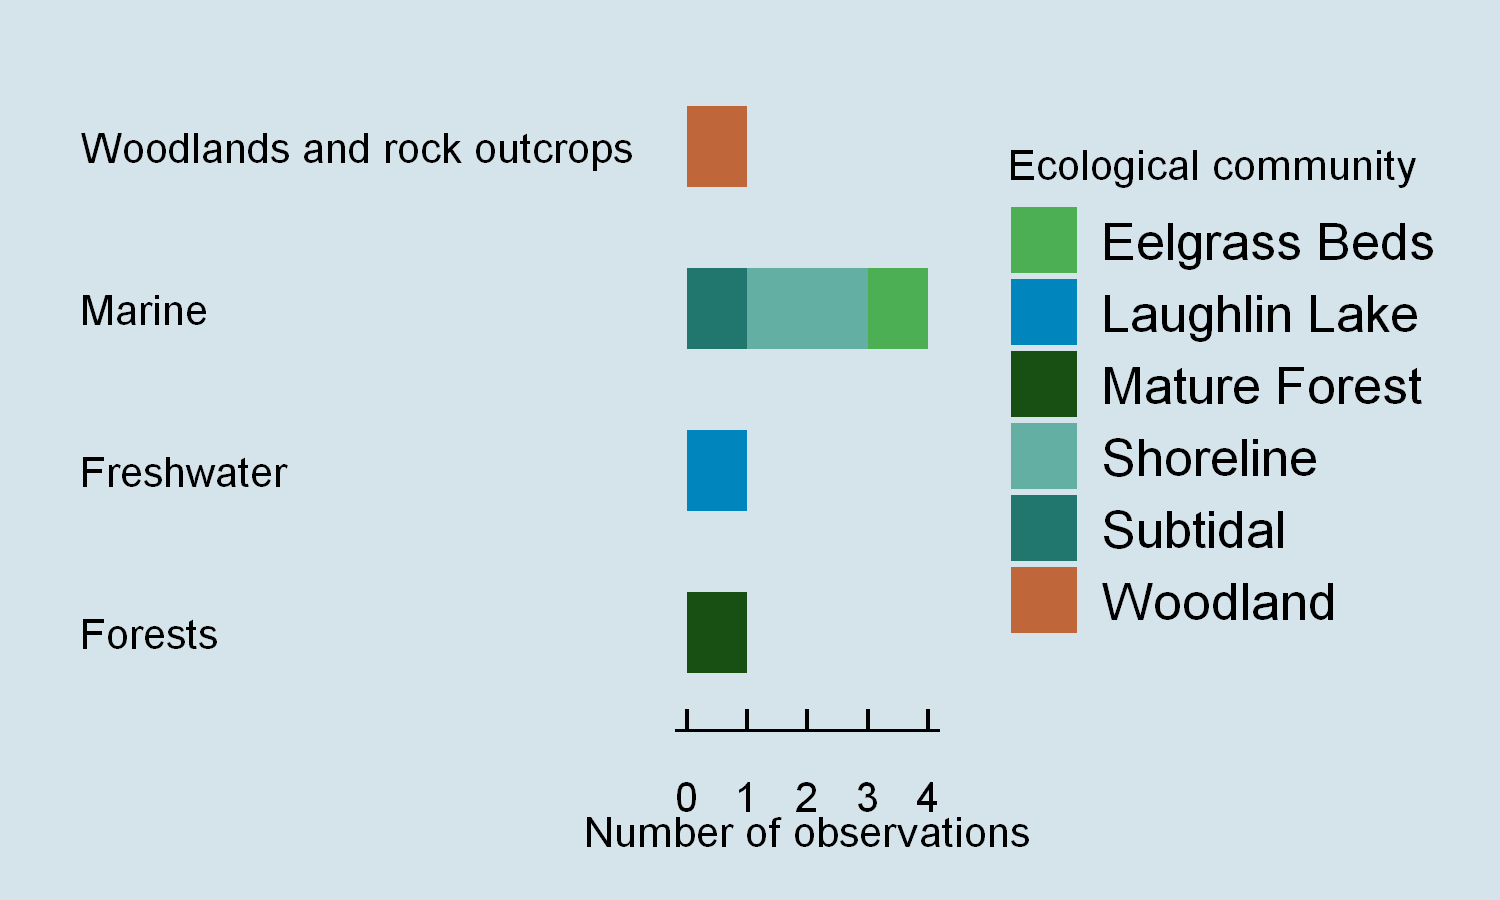 Woodlands and rock outcrops
Marine
Freshwater
Forests
0 1 2 3 4
Number of observations
Ecological community
Eelgrass Beds
Laughlin Lake
Mature Forest
Shoreline
Subtidal
Woodland